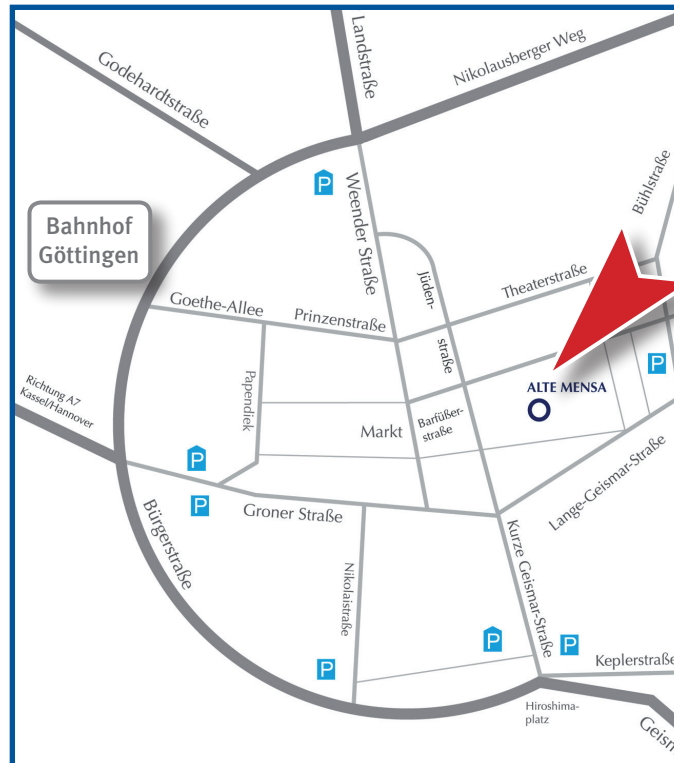 Godehardtstraße
Landstraße
Nikolausberger Weg
P
Weender Straße
Bühlstraße
Bahnhof
Göttingen
Jüden-
straße
Theaterstraße
Goethe-Allee
Prinzenstraße
P
Richtung A7
Kassel/Hannover
Papendiek
ALTE MENSA
Markt
Barfüßer-
straße
P
P
Groner Straße
Lange-Geismar-Straße
Bürgerstraße
Nikolaistraße
Kurze Geismar-Straße
P
P
P
Keplerstraße
Hiroshima-
platz
Geism